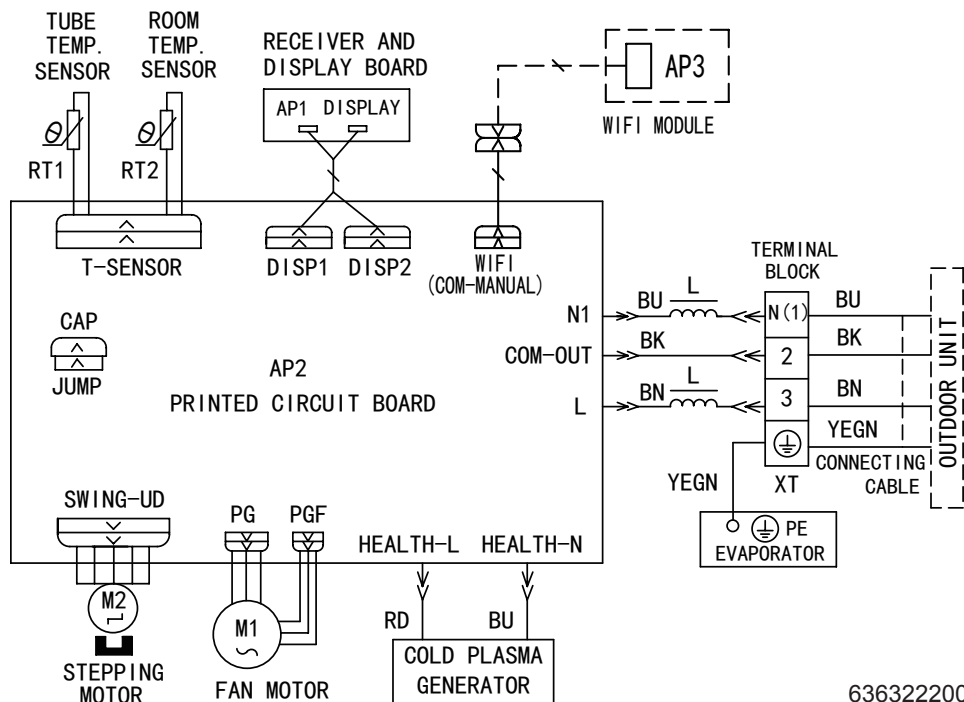 TUBE
TEMP.
SENSOR
ROOM
TEMP.
SENSOR
RECEIVER AND
DISPLAY BOARD
AP1 DISPLAY
AP3
WIFI MODULE
θ
RT1
θ
RT2
T-SENSOR
DISP1
DISP2
WIFI
(COM-MANUAL)
TERMINAL
BLOCK
CAP
JUMP
AP2
PRINTED CIRCUIT BOARD
N1
BU
L
N(1)
BU
COM-OUT
BK
2
BK
L
BN
L
3
BN
YEGN
OUTDOOR UNIT
YEGN
XT
CONNECTING
CABLE
PE
EVAPORATOR
SWING-UD
PG
PGF
HEALTH-L
HEALTH-N
M2
M1
RD
BU
STEPPING
MOTOR
FAN MOTOR
COLD PLASMA
GENERATOR
636322200